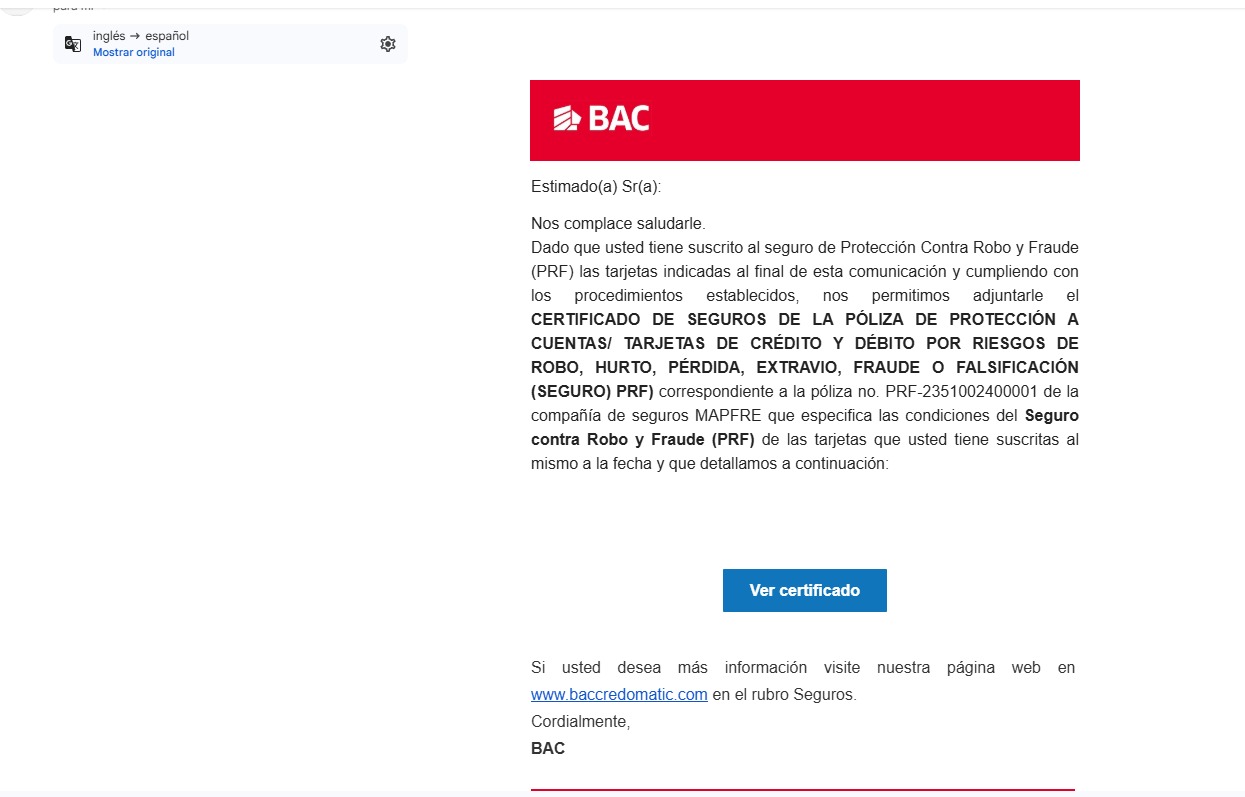 inglés → español
Mostrar original
BAC
Estimado(a) Sr(a):
Nos complace saludarle.
Dado que usted tiene suscrito al seguro de Protección Contra Robo y Fraude
(PRF) las tarjetas indicadas al final de esta comunicación y cumpliendo con
los procedimientos establecidos, nos permitimos adjuntarle el
CERTIFICADO DE SEGUROS DE LA PÓLIZA DE PROTECCIÓN A
CUENTAS/ TARJETAS DE CRÉDITO Y DÉBITO POR RIESGOS DE
ROBO, HURTO, PÉRDIDA, EXTRAVIO, FRAUDE O FALSIFICACIÓN
(SEGURO) PRF) correspondiente a la póliza no. PRF-2351002400001 de la
compañía de seguros MAPFRE que especifica las condiciones del Seguro
contra Robo y Fraude (PRF) de las tarjetas que usted tiene suscritas al
mismo a la fecha y que detallamos a continuación:
Ver certificado
Si usted desea más información visite nuestra página web en
www.baccredomatic.com en el rubro Seguros.
Cordialmente,
BAC